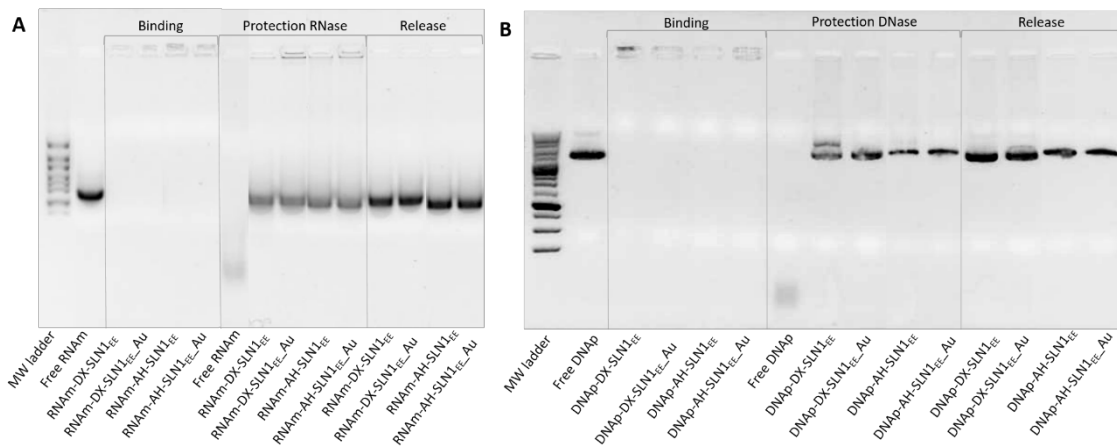 A
Binding
Protection RNase
Release
MW ladder
Free RNAm
RNAm-DX-SLN1EE
RNAm-DX-SLN1EE_Au
RNAm-AH-SLN1EE
RNAm-AH-SLN1EE_Au
Free RNAm
RNAm-DX-SLN1EE
RNAm-DX-SLN1EE_Au
RNAm-AH-SLN1EE
RNAm-AH-SLN1EE_Au
RNAm-DX-SLN1EE
RNAm-DX-SLN1EE_Au
RNAm-AH-SLN1EE
RNAm-AH-SLN1EE_Au
B
Binding
Protection DNase
Release
MW ladder
Free DNAp
DNAp-DX-SLN1EE
DNAp-DX-SLN1EE_Au
DNAp-AH-SLN1EE
DNAp-AH-SLN1EE_Au
Free DNAp
DNAp-DX-SLN1EE
DNAp-DX-SLN1EE_Au
DNAp-AH-SLN1EE
DNAp-AH-SLN1EE_Au
DNAp-DX-SLN1EE
DNAp-DX-SLN1EE_Au
DNAp-AH-SLN1EE
DNAp-AH-SLN1EE_Au